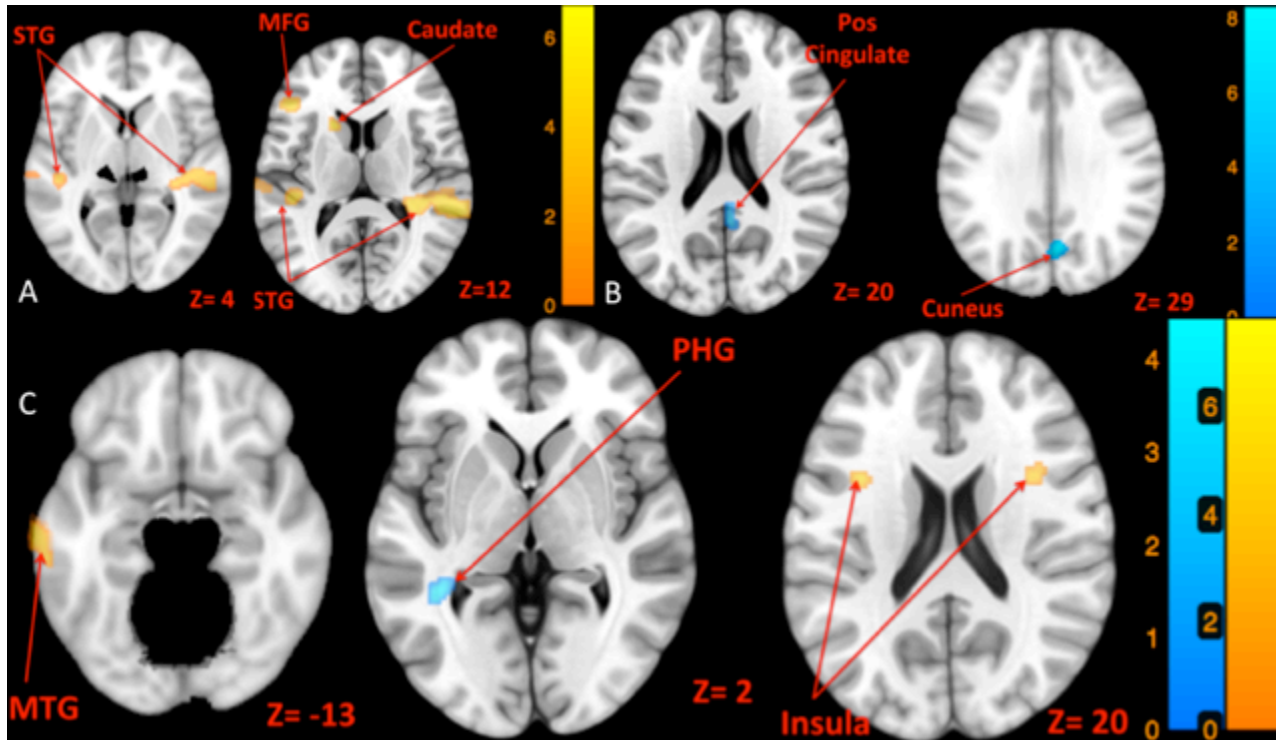 MFG
Caudate
STG
6
4
2
0
A
Z= 4
STG
Z=12
Pos
Cingulate
8
6
4
2
0
B
Z= 20
Cuneus
Z= 29
C
PHG
MTG
Z= -13
Z= 2
Insula
Z= 20
4
3
2
1
0
6
4
2
0